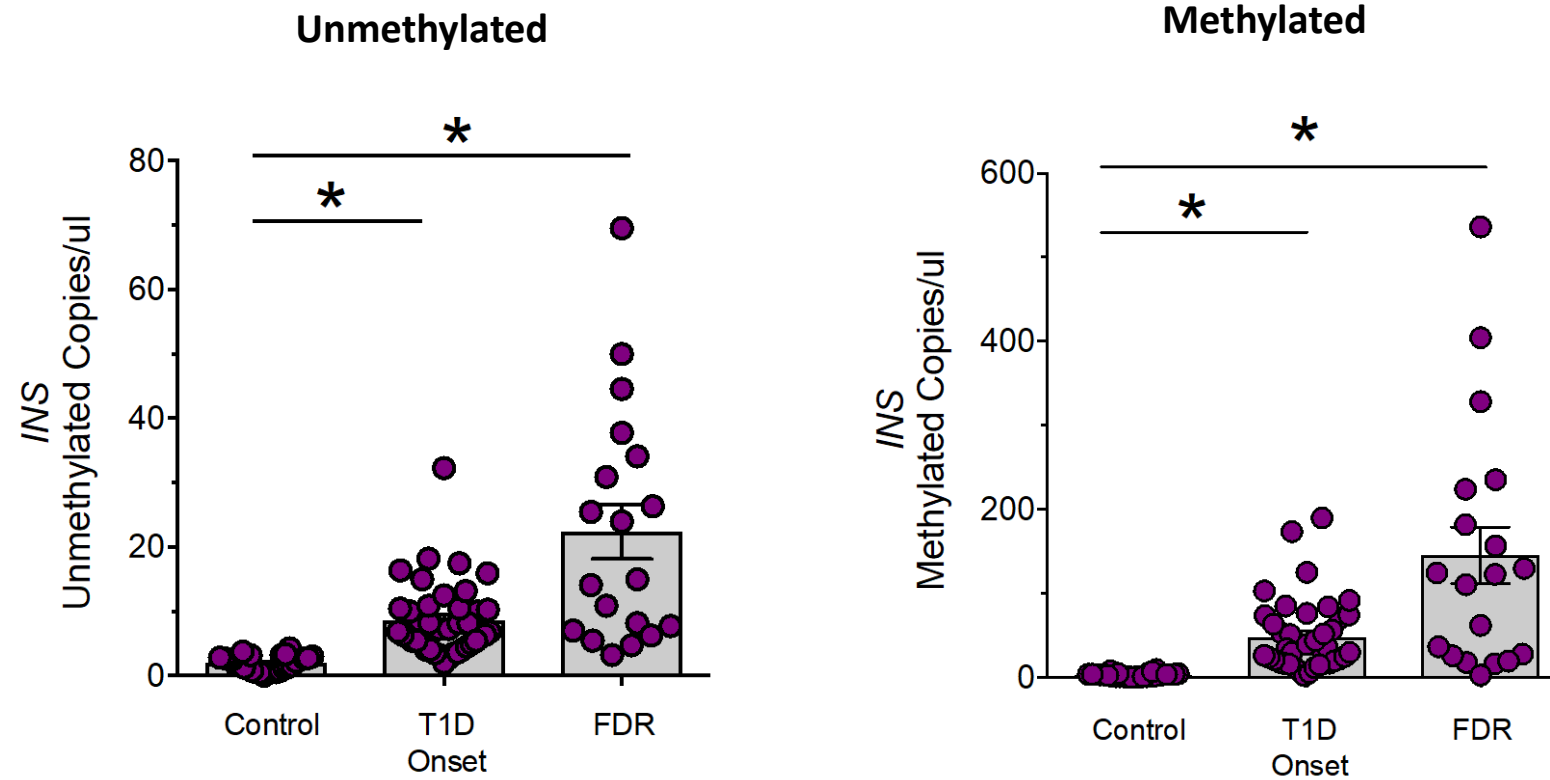 Unmethylated
*
*
INS
Unmethylated Copies/ul
80
60
40
20
0
Control
T1D
Onset
FDR
Methylated
*
*
INS
Methylated Copies/ul
600
400
200
0
Control
T1D
Onset
FDR